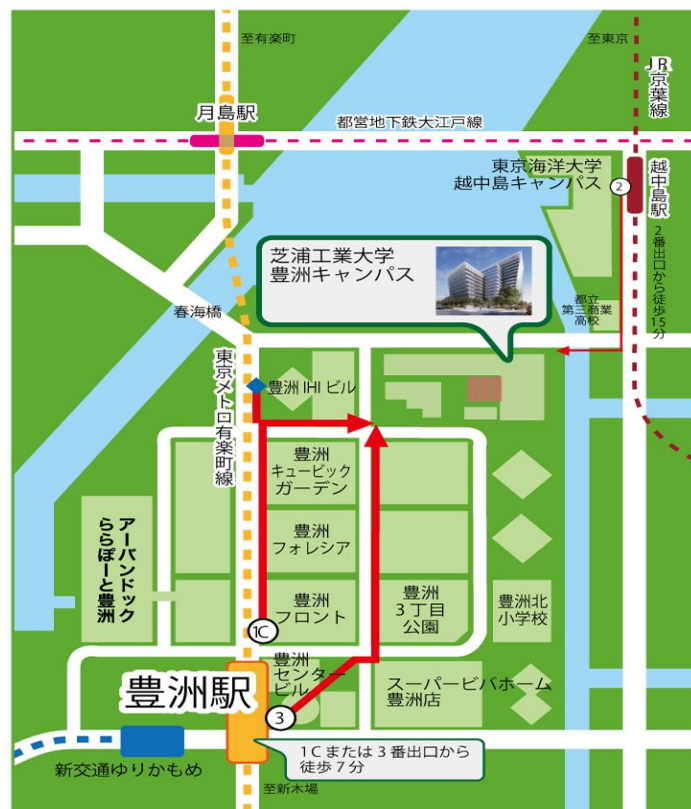 至有楽町
至東京
JR京葉線
月島駅
都営地下鉄大江戸線
東京海洋大学
越中島キャンパス
2
越中島駅
2番出口から徒歩15分
芝浦工業大学
豊洲キャンパス
都立
第三商業
高校
春海橋
東京メトロ有楽町線
豊洲IHIビル
豊洲
キュービック
ガーデン
豊洲
フォレシア
アーバンドック
ららぽーと豊洲
豊洲
フロント
豊洲
3丁目
公園
豊洲北
小学校
1C
豊洲駅
豊洲
センター
ビル
3
スーパービバホーム
豊洲店
新交通ゆりかもめ
1Cまたは3番出口から
徒歩7分
至新木場